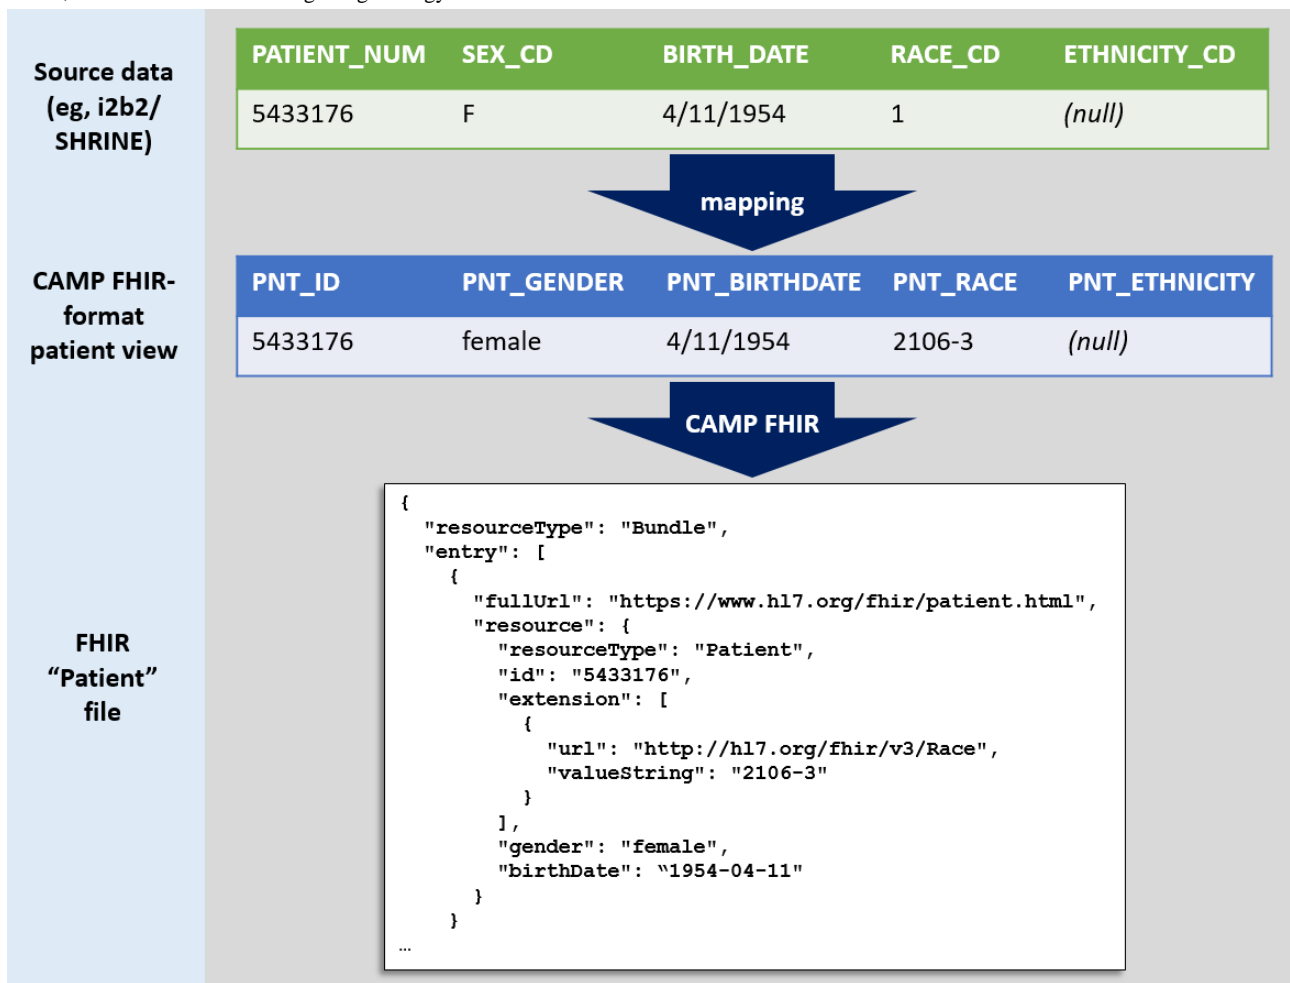 Source data
(eg, i2b2/
SHRINE)
PATIENT_NUM SEX_CD BIRTH_DATE RACE_CD ETHNICITY_CD
5433176 F 4/11/1954 1 (null)
mapping
CAMP FHIR-
format
patient view
PNT_ID PNT_GENDER PNT_BIRTHDATE PNT_RACE PNT_ETHNICITY
5433176 female 4/11/1954 2106-3 (null)
CAMP FHIR
FHIR
“Patient”
file
{
"resourceType": "Bundle",
"entry": [
{
"fullUrl": "https://www.hl7.org/fhir/patient.html",
"resource": {
"resourceType": "Patient",
"id": "5433176",
"extension": [
{
"url": "http://hl7.org/fhir/v3/Race",
"valueString": "2106-3"
}
],
"gender": "female",
"birthDate": “1954-04-11"
}
}
…